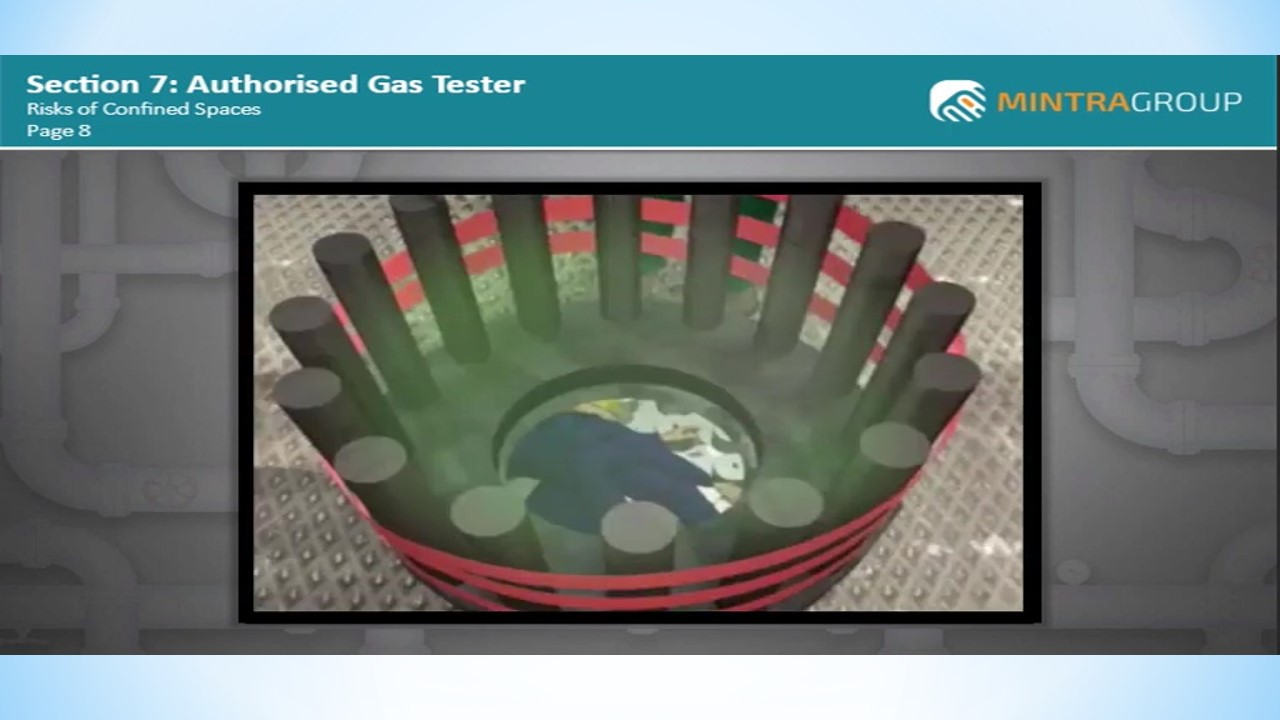 Section 7: Authorised Gas Tester
Risks of Confined Spaces
Page 8
MINTRAGROUP